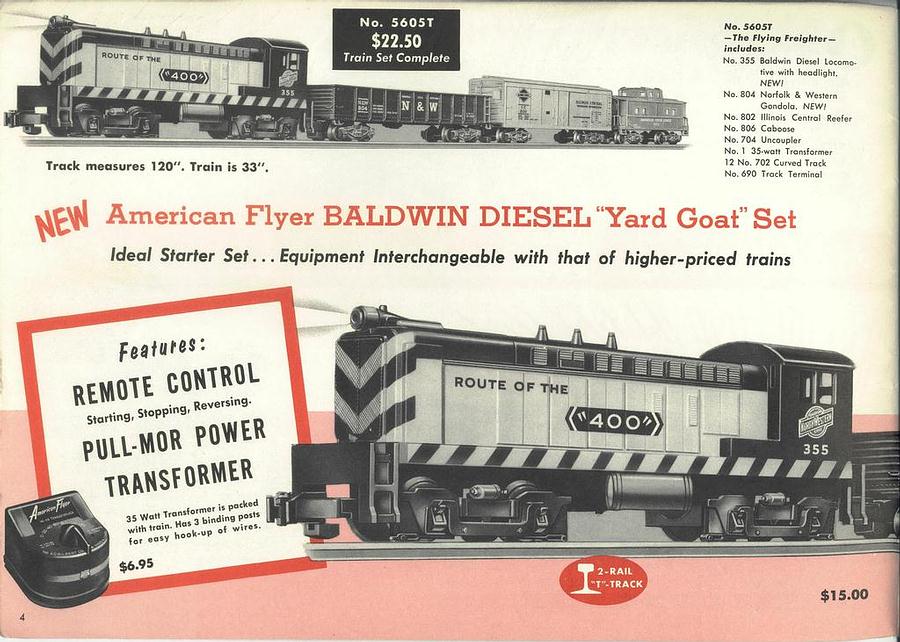 No. 5605T
$22.50
Train Set Complete
No. 5605T
—The Flying Freighter—
includes:
No. 355 Baldwin Diesel Locomo-
tive with headlight.
NEW!
No. 804 Norfolk & Western
Gondola. NEW!
No. 802 Illinois Central Reefer
No. 806 Caboose
No. 704 Uncoupler
No. 1 35-watt Transformer
12 No. 702 Curved Track
No. 690 Track Terminal
ROUTE OF THE
"400"
355
N & W
Track measures 120". Train is 33".
NEW American Flyer BALDWIN DIESEL "Yard Goat" Set
Ideal Starter Set... Equipment Interchangeable with that of higher-priced trains
Features:
REMOTE CONTROL
Starting, Stopping, Reversing.
PULL-MOR POWER
TRANSFORMER
35 Watt Transformer is packed
with train. Has 3 binding posts
for easy hook-up of wires.
$6.95
American Flyer
ROUTE OF THE
"400"
NORTH WESTERN
355
2-RAIL
"T"-TRACK
$15.00
4